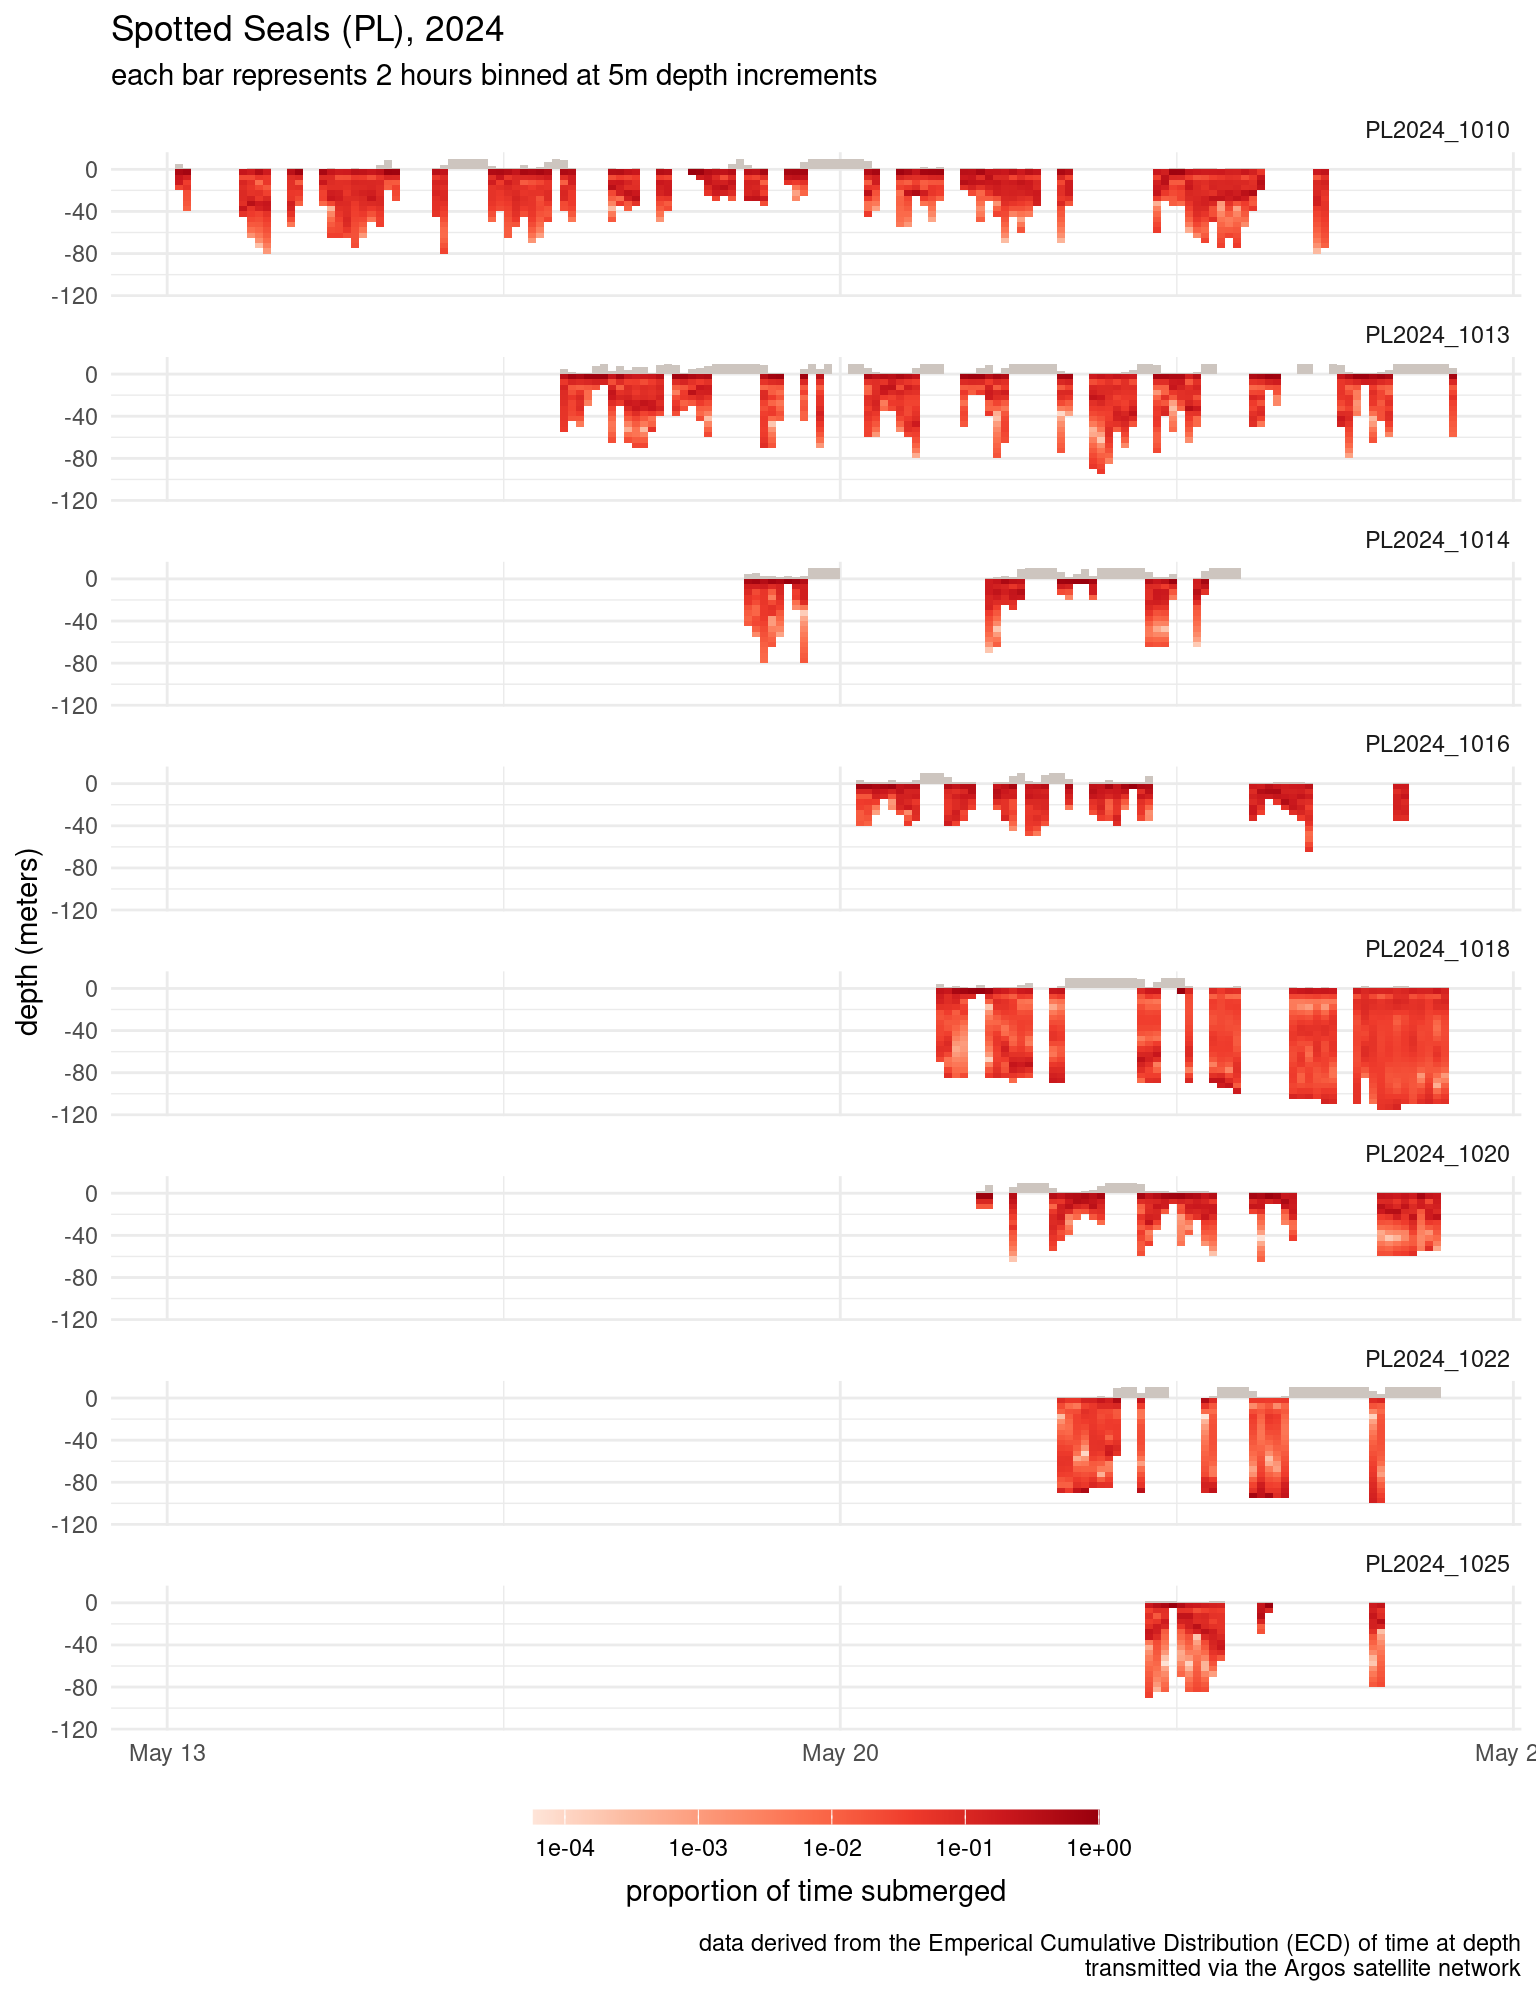 Spotted Seals (PL), 2024
each bar represents 2 hours binned at 5m depth increments
PL2024_1010
0
-40
-80
-120
PL2024_1013
0
-40
-80
-120
PL2024_1014
0
-40
-80
-120
PL2024_1016
0
-40
-80
-120
depth (meters)
PL2024_1018
0
-40
-80
-120
PL2024_1020
0
-40
-80
-120
PL2024_1022
0
-40
-80
-120
PL2024_1025
0
-40
-80
-120
May 13 May 20 May 2
1e-04 1e-03 1e-02 1e-01 1e+00
proportion of time submerged
data derived from the Emperical Cumulative Distribution (ECD) of time at depth
transmitted via the Argos satellite network